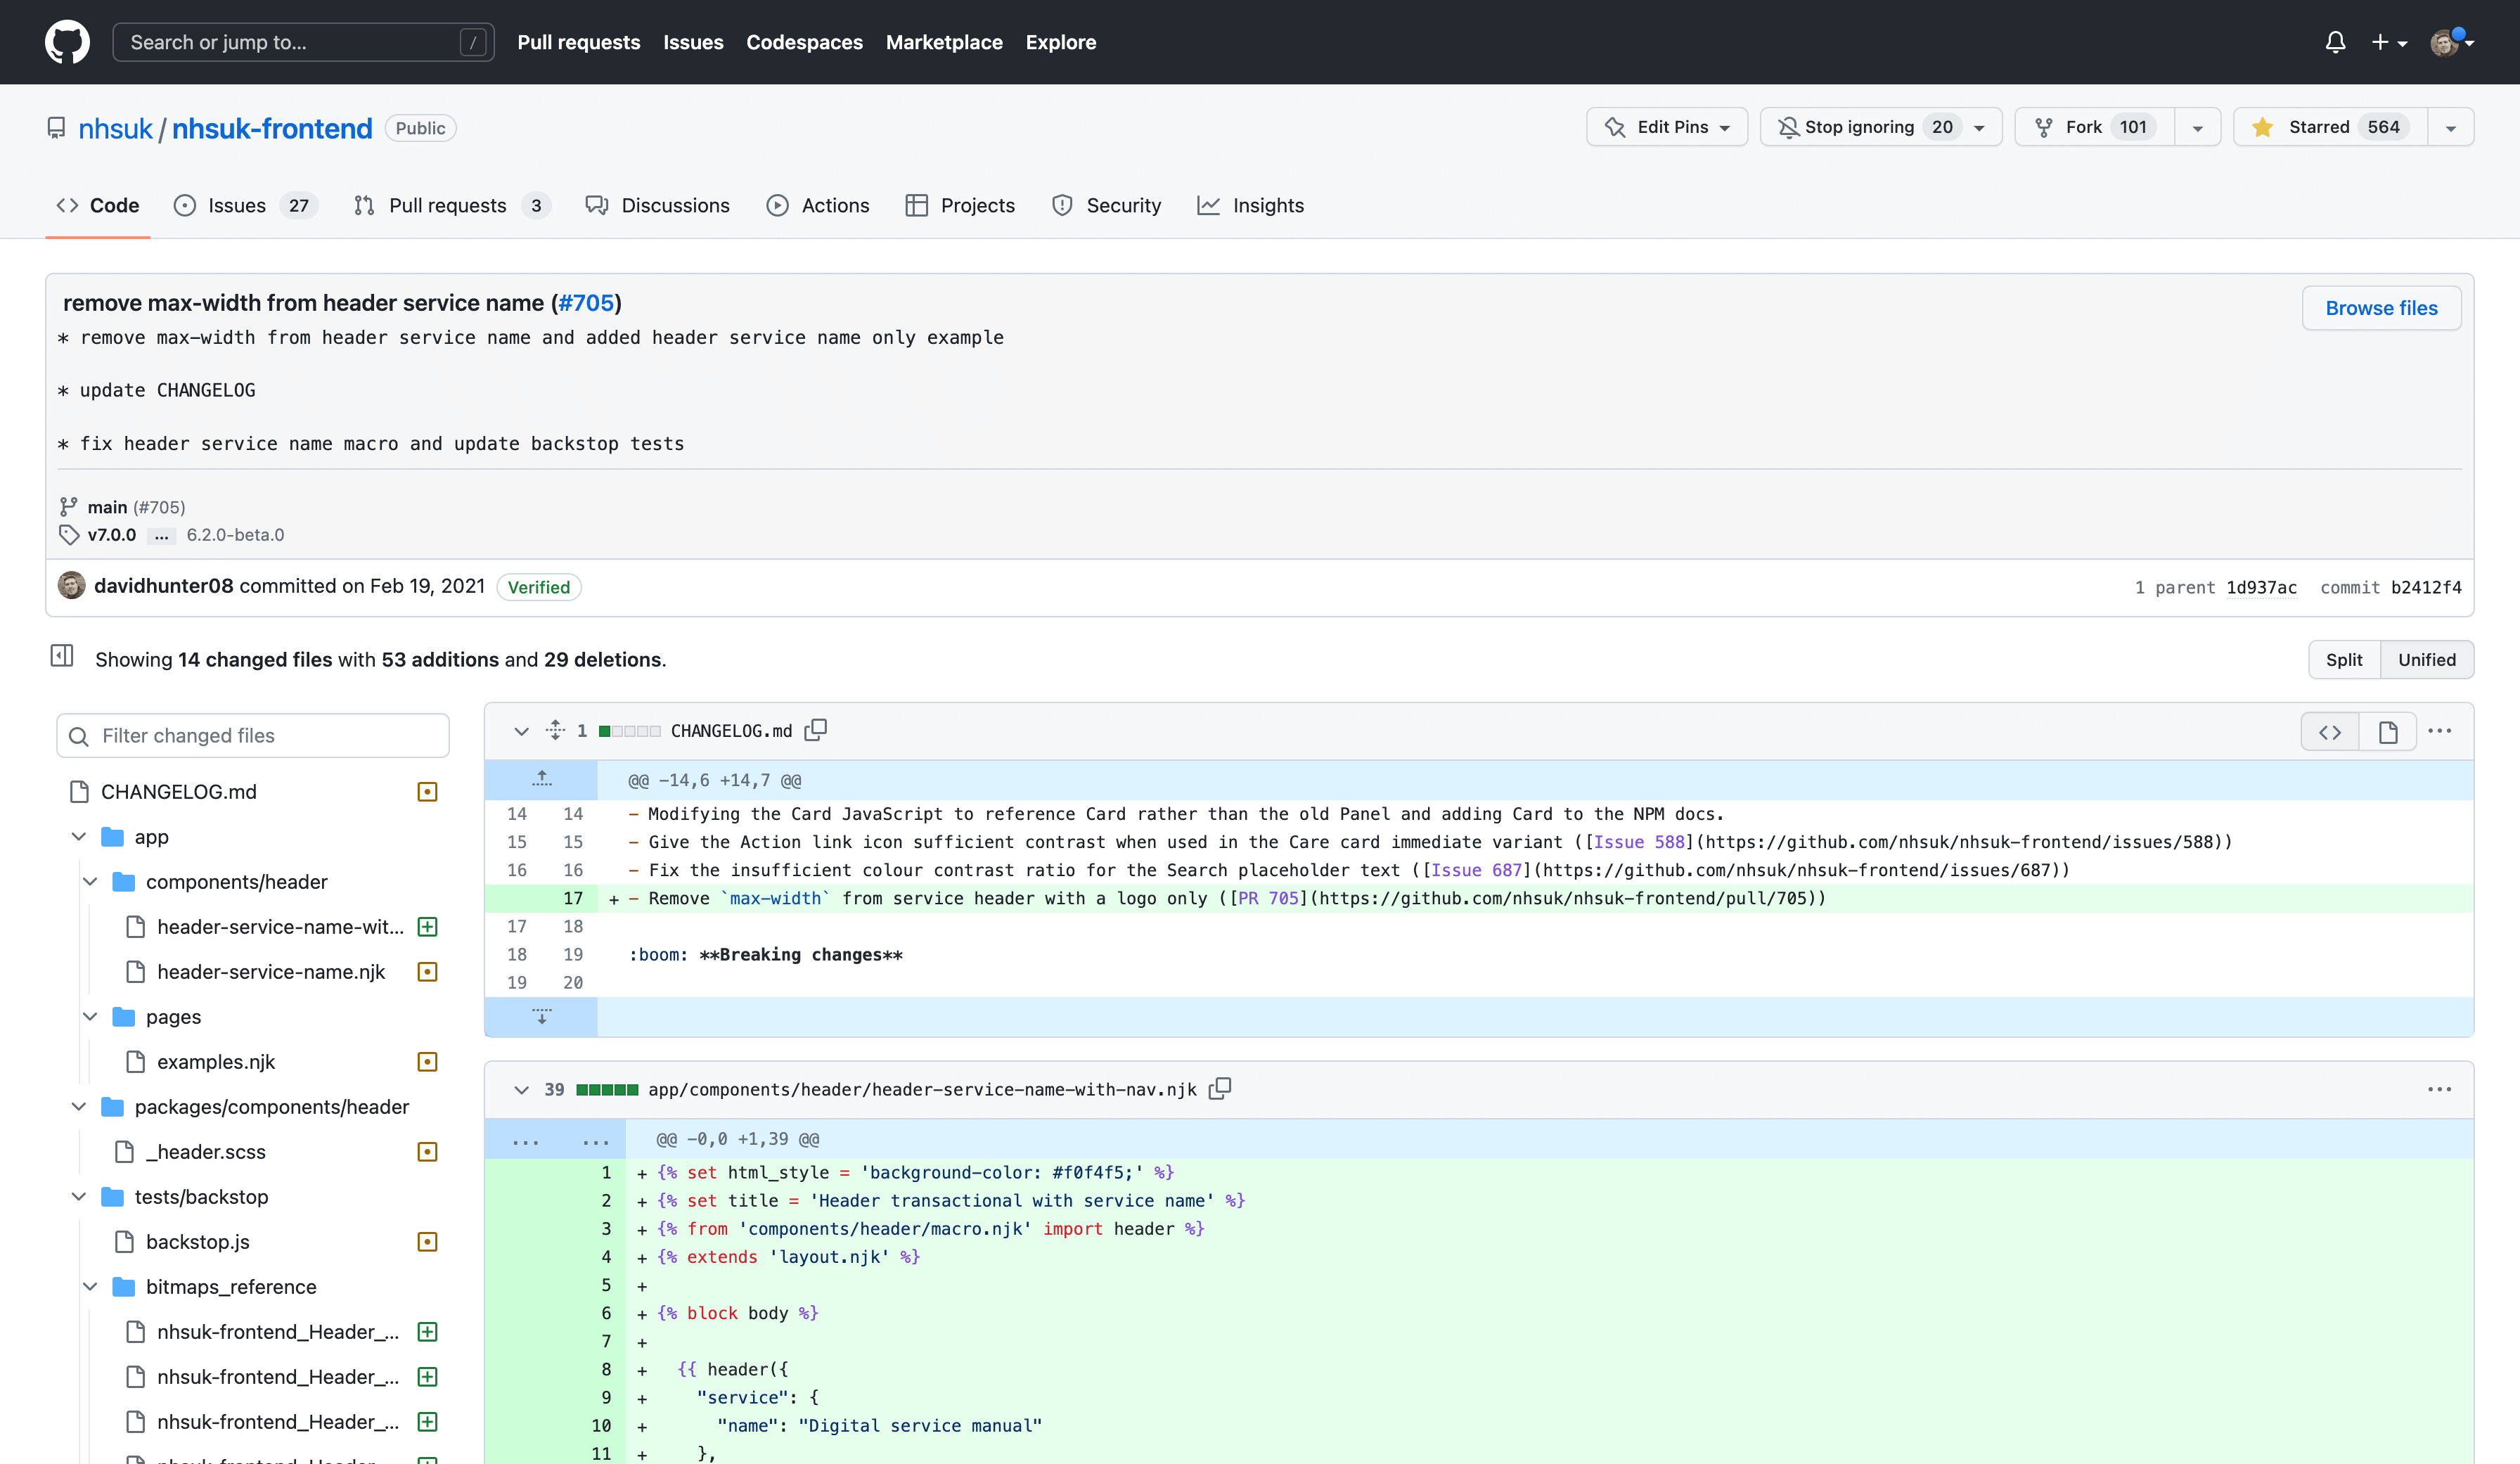 Search or jump to... /
Pull requests Issues Codespaces Marketplace Explore
nhsuk / nhsuk-frontend Public
Edit Pins Stop ignoring 20 Fork 101 Starred 564
Code Issues 27 Pull requests 3 Discussions Actions Projects Security Insights
remove max-width from header service name (#705)
Browse files
* remove max-width from header service name and added header service name only example
* update CHANGELOG
* fix header service name macro and update backstop tests
main (#705)
v7.0.0 ... 6.2.0-beta.0
davidhunter08 committed on Feb 19, 2021 Verified
1 parent 1d937ac commit b2412f4
Showing 14 changed files with 53 additions and 29 deletions.
Split Unified
Filter changed files
CHANGELOG.md
app
components/header
header-service-name-wit...
header-service-name.njk
pages
examples.njk
packages/components/header
_header.scss
tests/backstop
backstop.js
bitmaps_reference
nhsuk-frontend_Header_...
nhsuk-frontend_Header_...
nhsuk-frontend_Header_...
1 CHANGELOG.md
@@ -14,6 +14,7 @@
14 14 - Modifying the Card JavaScript to reference Card rather than the old Panel and adding Card to the NPM docs.
15 15 - Give the Action link icon sufficient contrast when used in the Care card immediate variant ([Issue 588](https://github.com/nhsuk/nhsuk-frontend/issues/588))
16 16 - Fix the insufficient colour contrast ratio for the Search placeholder text ([Issue 687](https://github.com/nhsuk/nhsuk-frontend/issues/687))
17 + - Remove `max-width` from service header with a logo only ([PR 705](https://github.com/nhsuk/nhsuk-frontend/pull/705))
17 18
18 19 :boom: **Breaking changes**
19 20
39 app/components/header/header-service-name-with-nav.njk
... ... @@ -0,0 +1,39 @@
1 + {% set html_style = 'background-color: #f0f4f5;' %}
2 + {% set title = 'Header transactional with service name' %}
3 + {% from 'components/header/macro.njk' import header %}
4 + {% extends 'layout.njk' %}
5 +
6 + {% block body %}
7 +
8 + {{ header({
9 + "service": {
10 + "name": "Digital service manual"
11 + },